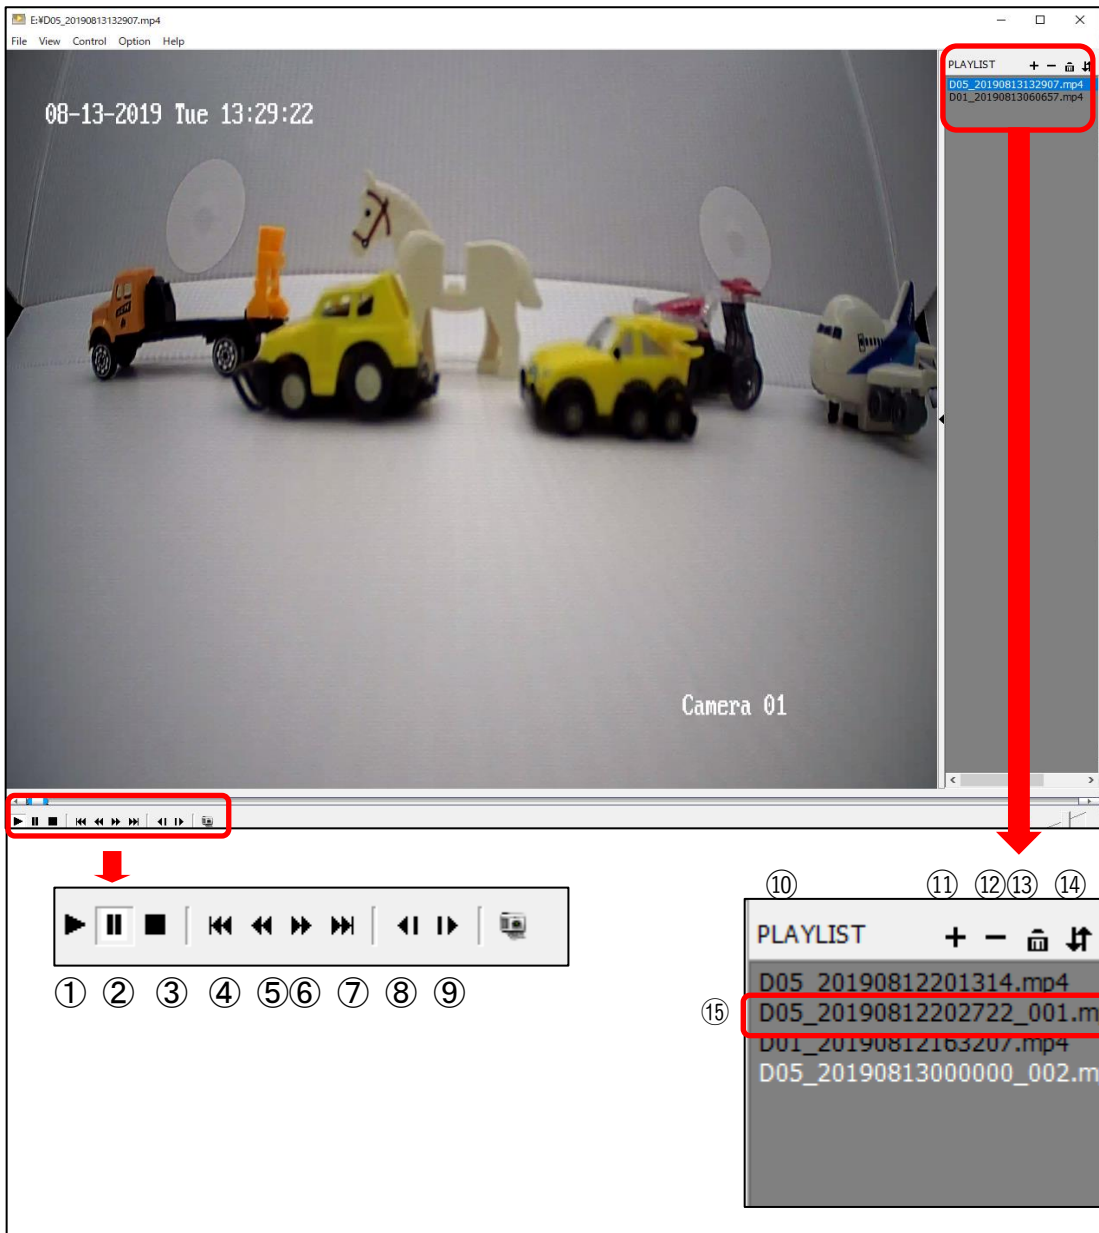 E:¥D05_20190813132907.mp4
File View Control Option Help
08-13-2019 Tue 13:29:22
PLAYLIST
D05_20190813132907.mp4
D01_20190813060657.mp4
Camera 01
① ② ③ ④ ⑤⑥ ⑦ ⑧ ⑨
⑩ ⑪ ⑫⑬ ⑭
PLAYLIST
D05_20190812201314.mp4
⑮ D05_20190812202722_001.m
D01_20190812163207.mp4
D05_20190813000000_002.m